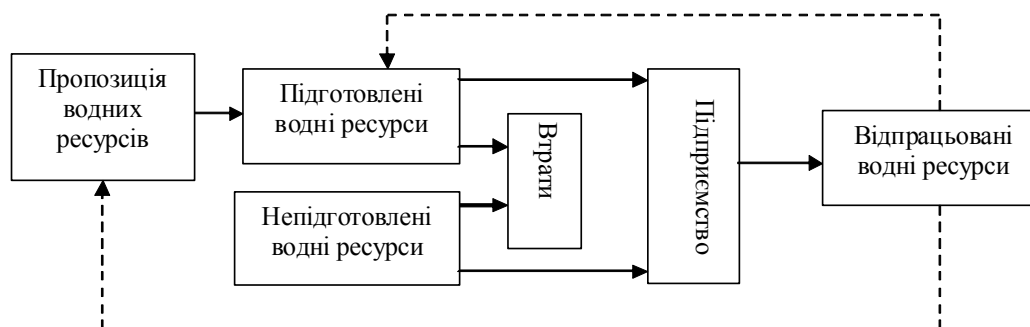 Пропозиція
водних
ресурсів
Підготовлені
водні ресурси
Непідготовлені
водні ресурси
Втрати
Підприємство
Відпрацьовані
водні ресурси